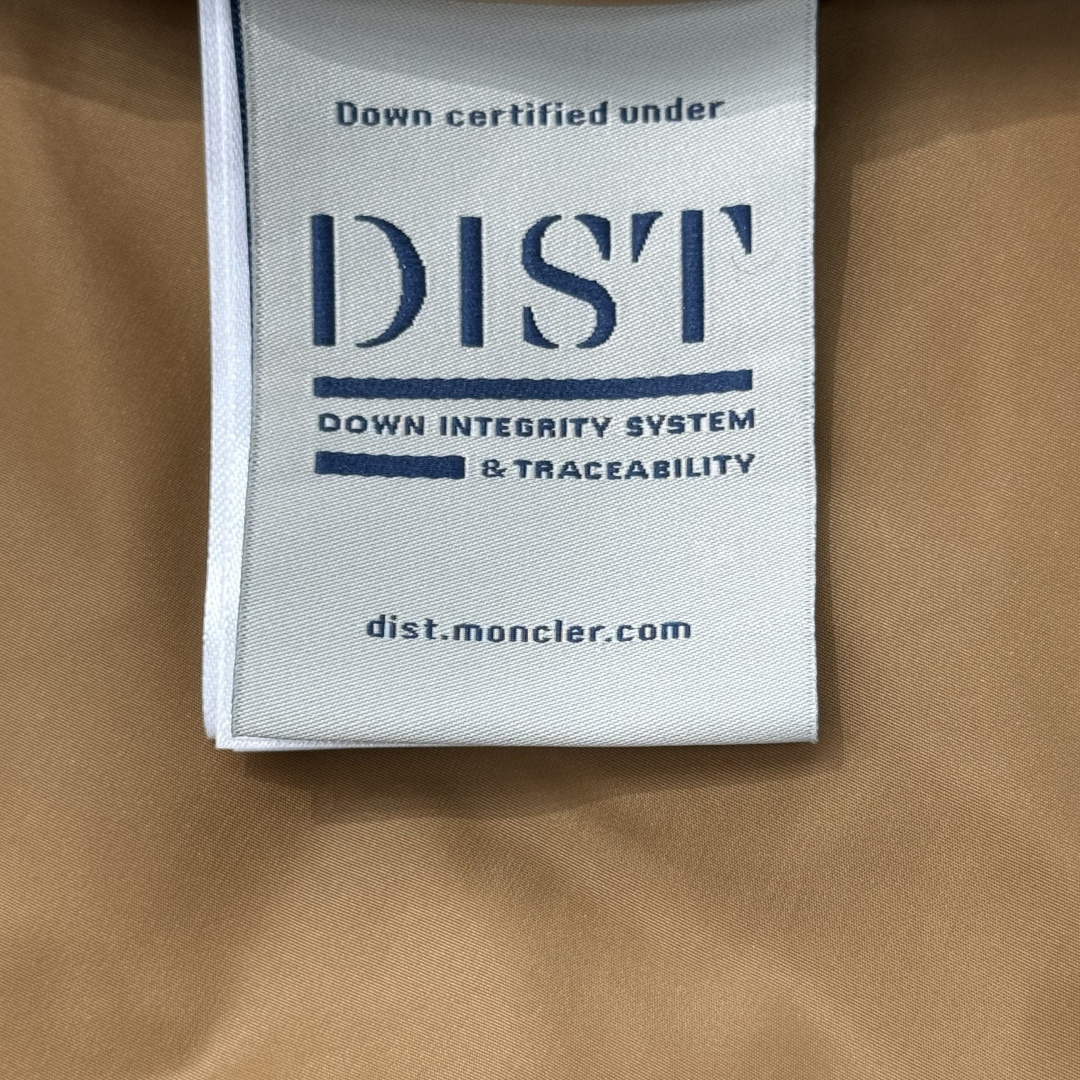 Down certified under
DIST
DOWN INTEGRITY SYSTEM
& TRACEABILITY
dist.moncler.com